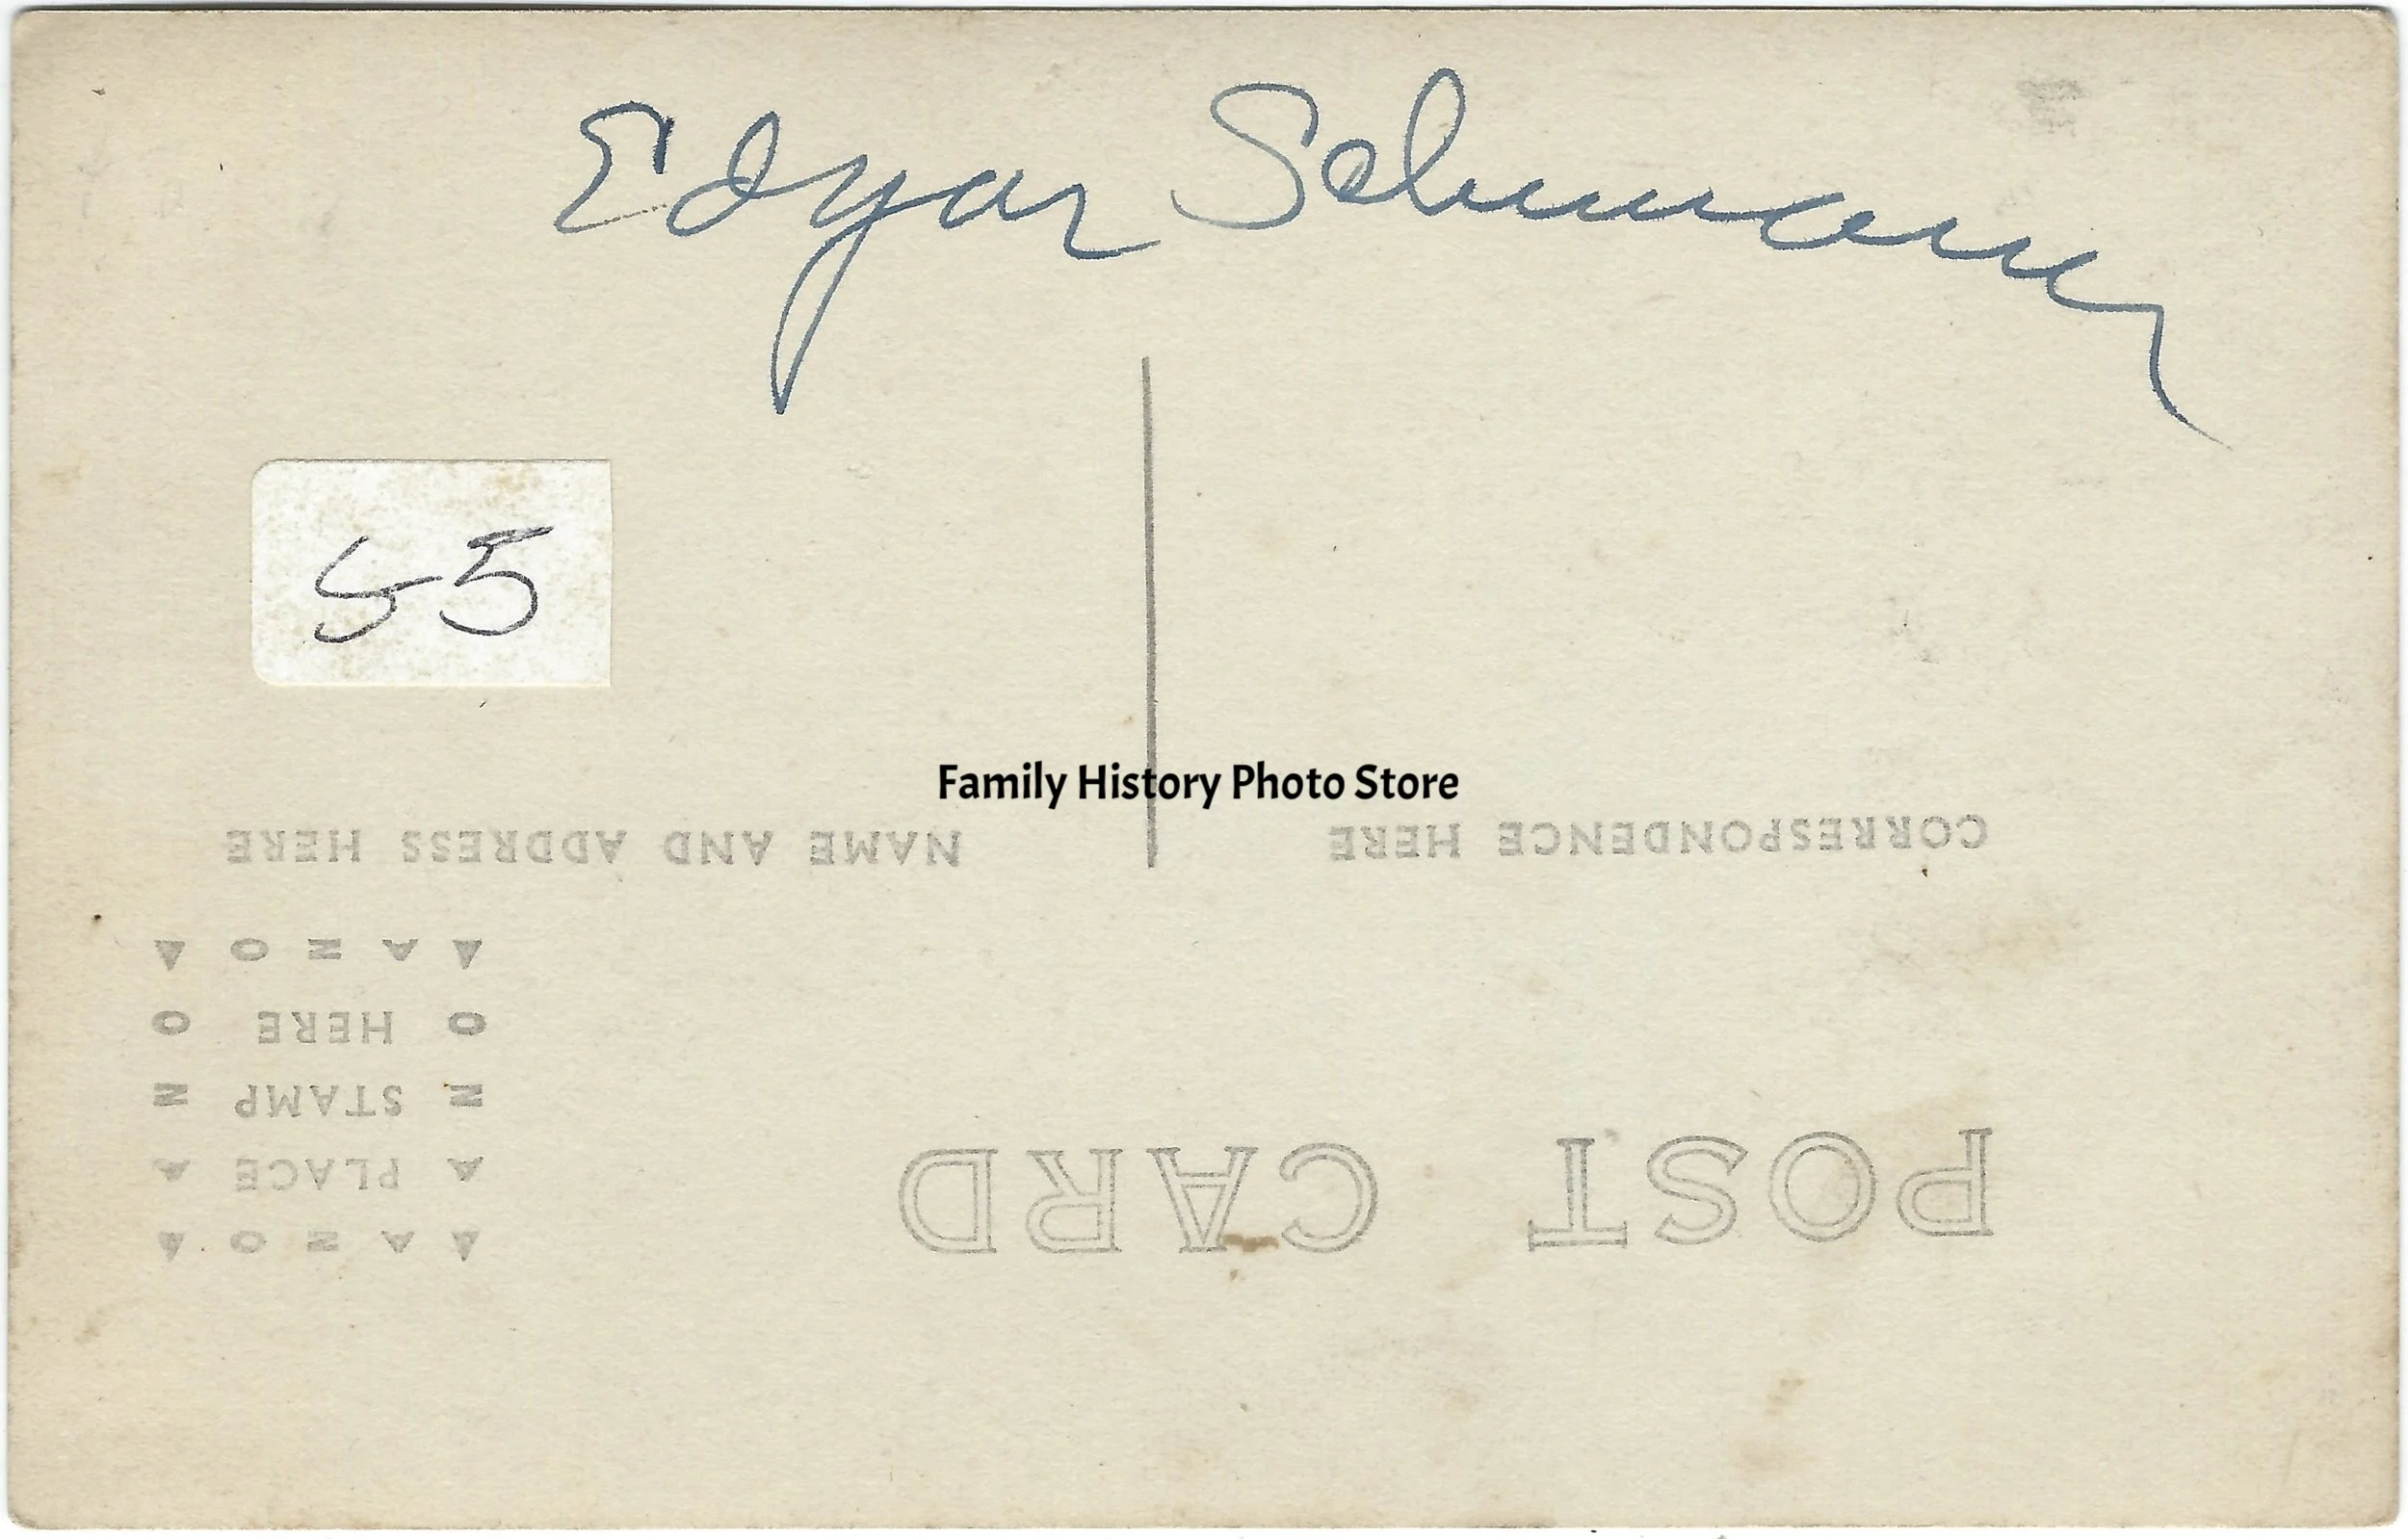 Edgar Schumann
55
Family History Photo Store
POST CARD
▲ A Z O ▲
A PLACE A
Z STAMP Z
O HERE O
▲ A Z O ▲
CORRESPONDENCE HERE
NAME AND ADDRESS HERE